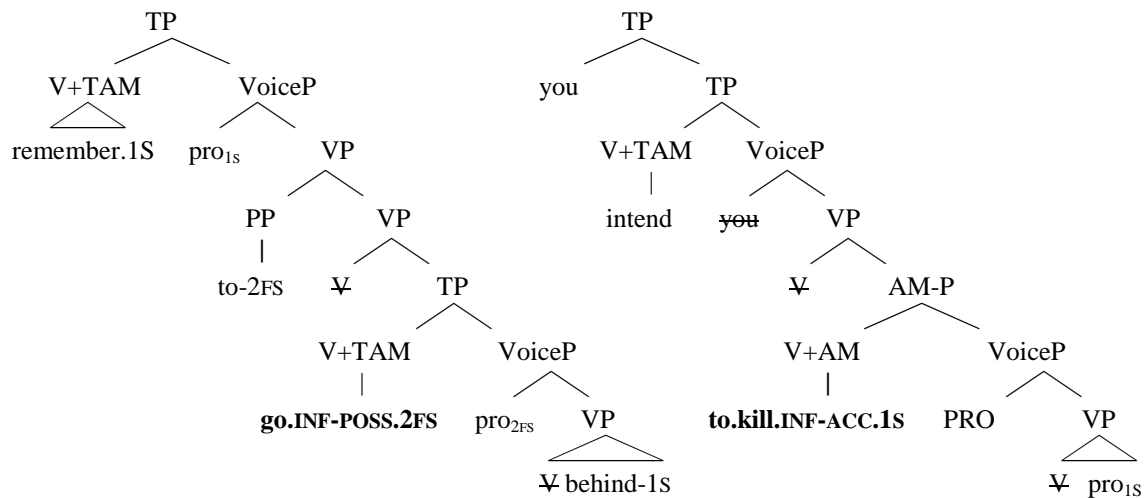 TP TP
V+TAM VoiceP you TP
remember.1S pro1S VP V+TAM VoiceP
PP VP intend you VP
to-2FS V TP V AM-P
V+TAM VoiceP V+AM VoiceP
go.INF-POSS.2FS pro2FS VP to.kill.INF-ACC.1S PRO VP
V behind-1S V pro1S